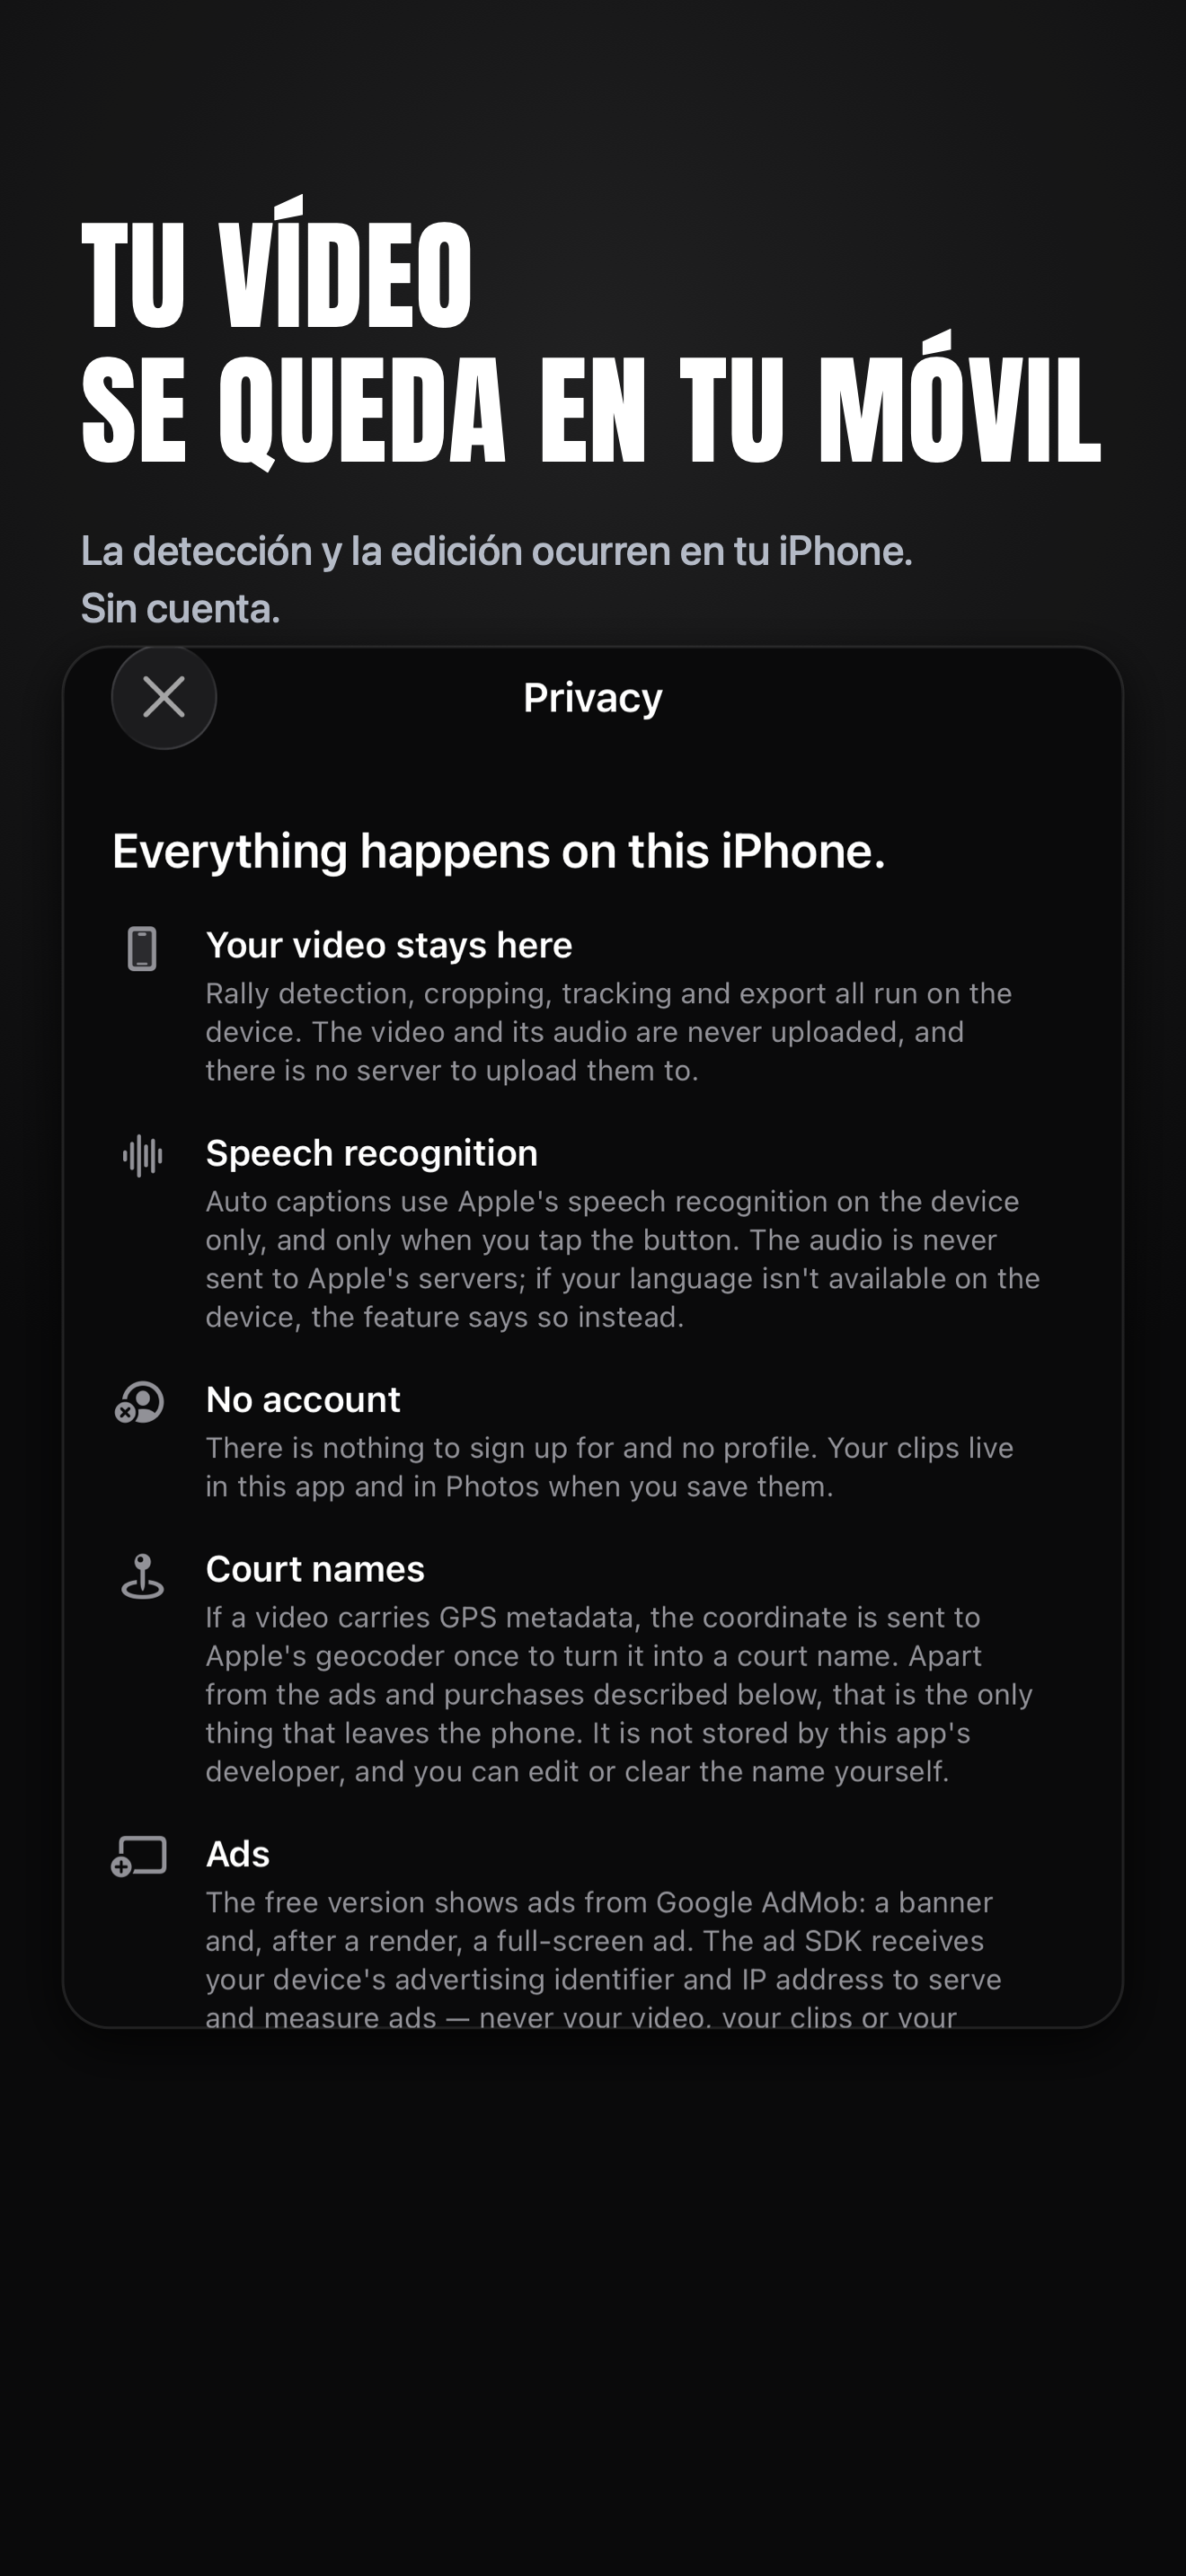 TU VÍDEO
SE QUEDA EN TU MÓVIL
La detección y la edición ocurren en tu iPhone.
Sin cuenta.
Privacy
Everything happens on this iPhone.
Your video stays here
Rally detection, cropping, tracking and export all run on the
device. The video and its audio are never uploaded, and
there is no server to upload them to.
Speech recognition
Auto captions use Apple's speech recognition on the device
only, and only when you tap the button. The audio is never
sent to Apple's servers; if your language isn't available on the
device, the feature says so instead.
No account
There is nothing to sign up for and no profile. Your clips live
in this app and in Photos when you save them.
Court names
If a video carries GPS metadata, the coordinate is sent to
Apple's geocoder once to turn it into a court name. Apart
from the ads and purchases described below, that is the only
thing that leaves the phone. It is not stored by this app's
developer, and you can edit or clear the name yourself.
Ads
The free version shows ads from Google AdMob: a banner
and, after a render, a full-screen ad. The ad SDK receives
your device's advertising identifier and IP address to serve
and measure ads — never your video, your clips or your